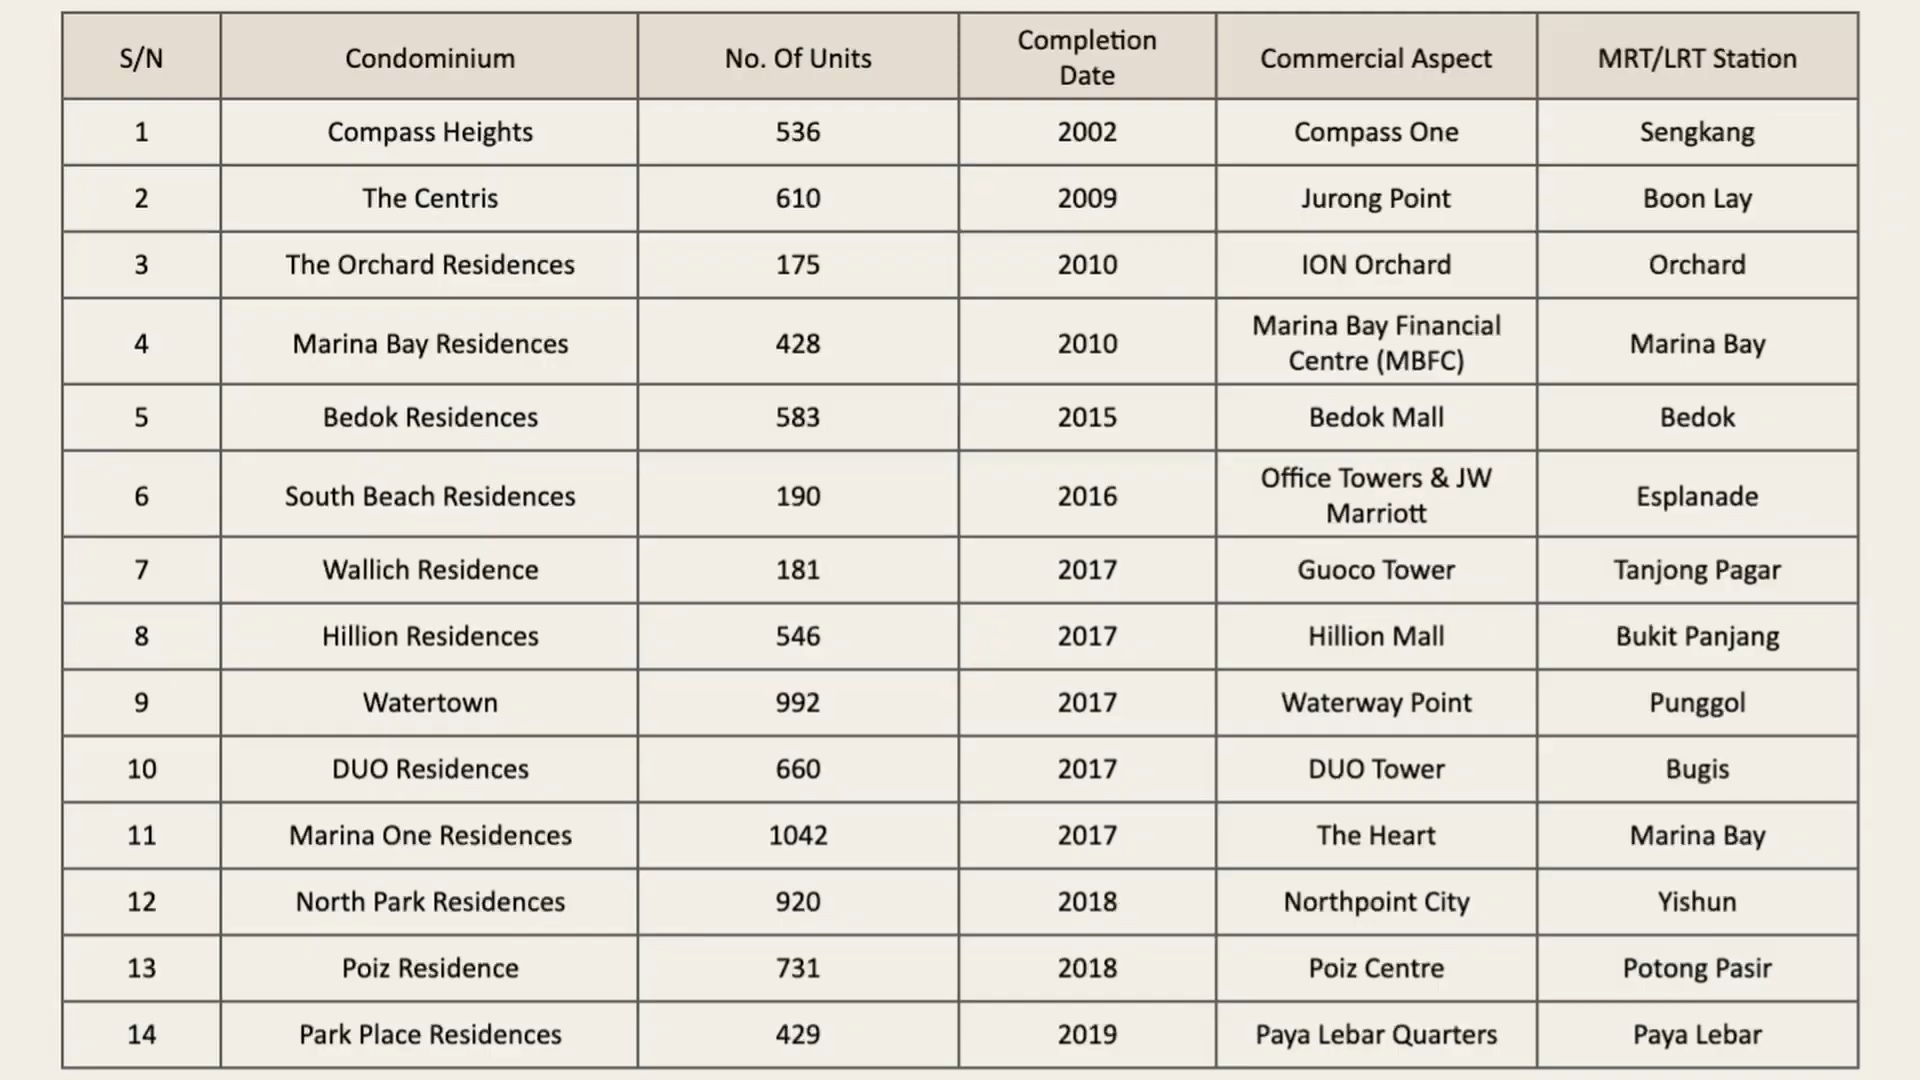 S/N Condominium No. Of Units Completion Date Commercial Aspect MRT/LRT Station
1 Compass Heights 536 2002 Compass One Sengkang
2 The Centris 610 2009 Jurong Point Boon Lay
3 The Orchard Residences 175 2010 ION Orchard Orchard
4 Marina Bay Residences 428 2010 Marina Bay Financial Centre (MBFC) Marina Bay
5 Bedok Residences 583 2015 Bedok Mall Bedok
6 South Beach Residences 190 2016 Office Towers & JW Marriott Esplanade
7 Wallich Residence 181 2017 Guoco Tower Tanjong Pagar
8 Hillion Residences 546 2017 Hillion Mall Bukit Panjang
9 Watertown 992 2017 Waterway Point Punggol
10 DUO Residences 660 2017 DUO Tower Bugis
11 Marina One Residences 1042 2017 The Heart Marina Bay
12 North Park Residences 920 2018 Northpoint City Yishun
13 Poiz Residence 731 2018 Poiz Centre Potong Pasir
14 Park Place Residences 429 2019 Paya Lebar Quarters Paya Lebar